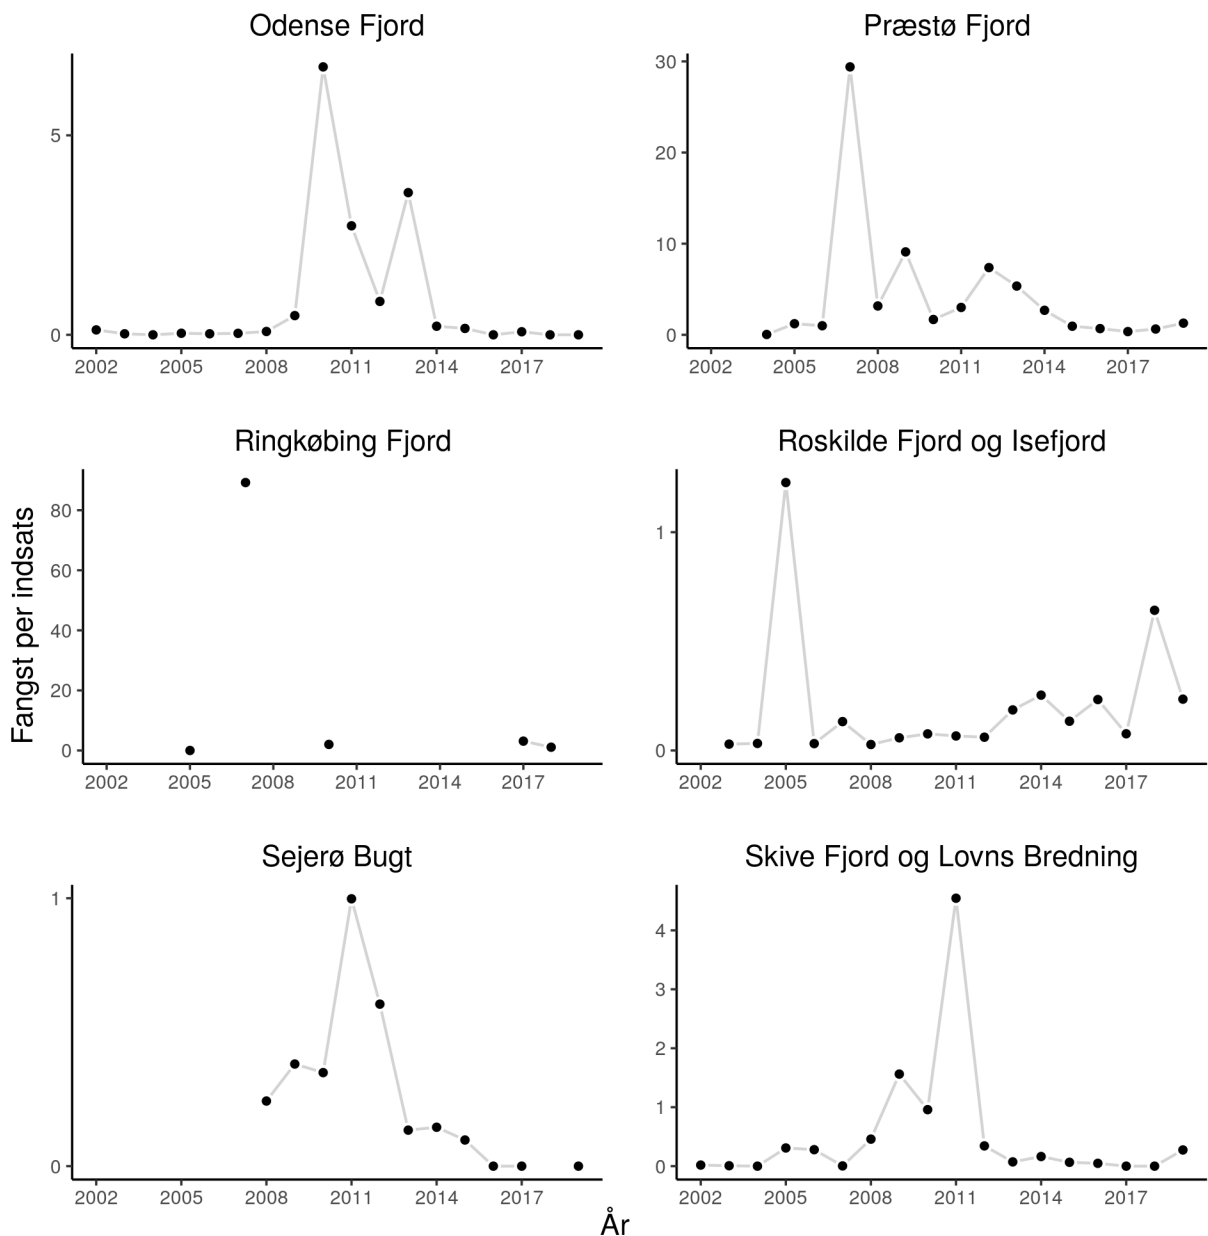 Odense Fjord
5
0
2002 2005 2008 2011 2014 2017
Præstø Fjord
30
20
10
0
2002 2005 2008 2011 2014 2017
Fangst per indsats
Ringkøbing Fjord
80
60
40
20
0
2002 2005 2008 2011 2014 2017
Roskilde Fjord og Isefjord
1
0
2002 2005 2008 2011 2014 2017
Sejerø Bugt
1
0
2002 2005 2008 2011 2014 2017
Skive Fjord og Lovns Bredning
4
3
2
1
0
2002 2005 2008 2011 2014 2017
År